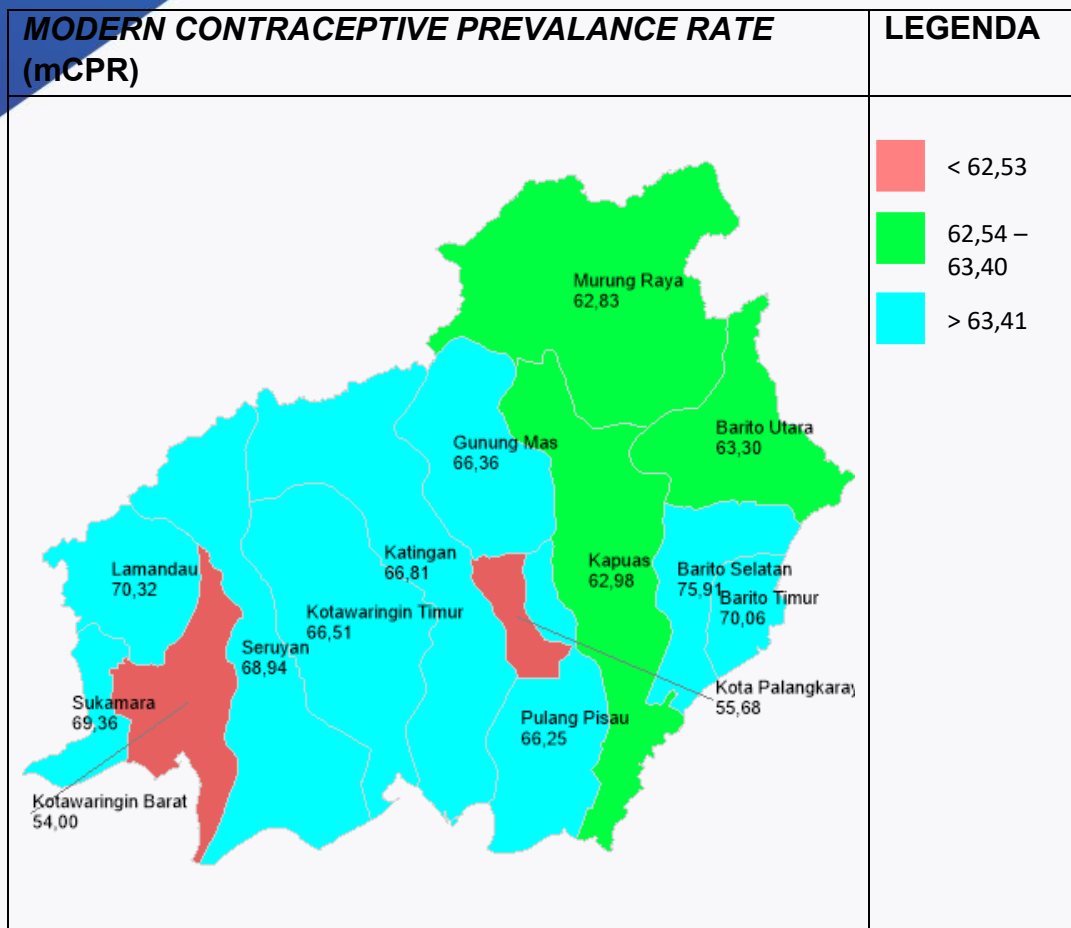 MODERN CONTRACEPTIVE PREVALANCE RATE
(mCPR)
LEGENDA
< 62,53
62,54 –
63,40
> 63,41
Murung Raya
62,83
Barito Utara
63,30
Gunung Mas
66,36
Katingan
66,81
Kapuas
62,98
Lamandau
70,32
Barito Selatan
75,91
Barito Timur
70,06
Kotawaringin Timur
66,51
Seruyan
68,94
Sukamara
69,36
Kota Palangkaray
55,68
Pulang Pisau
66,25
Kotawaringin Barat
54,00